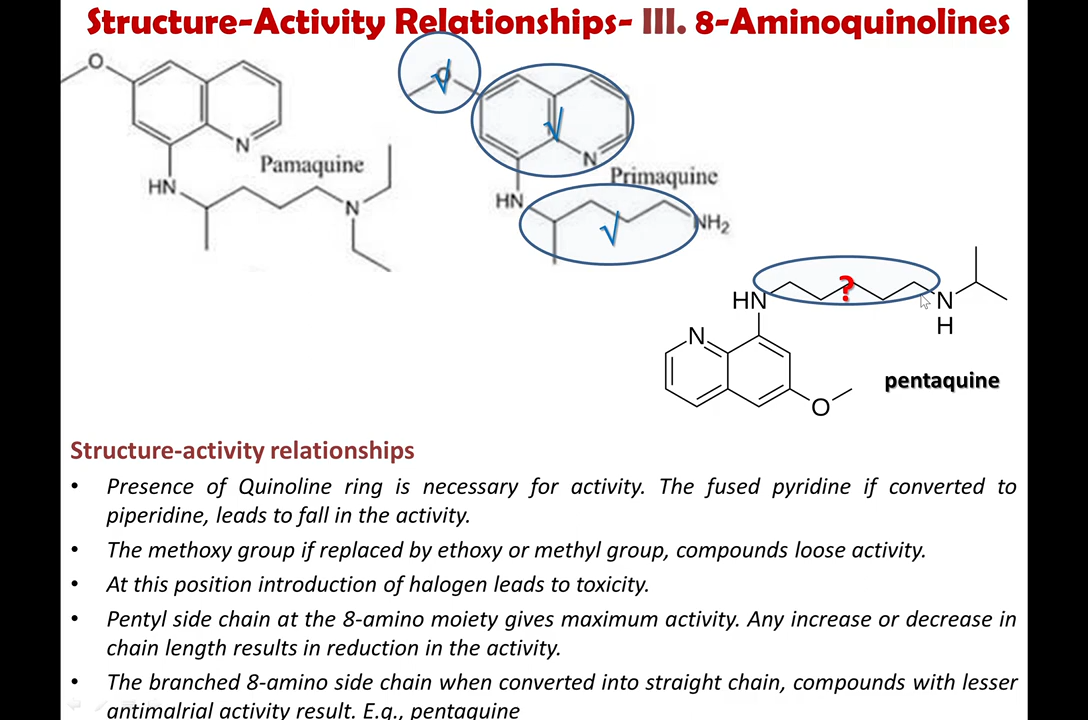 Structure-Activity Relationships- III. 8-Aminoquinolines
O
N
HN
Pamaquine
N
O
√
√
N
HN
Primaquine
√
NH2
HN
?
N
H
N
O
pentaquine
Structure-activity relationships
• Presence of Quinoline ring is necessary for activity. The fused pyridine if converted to
piperidine, leads to fall in the activity.
• The methoxy group if replaced by ethoxy or methyl group, compounds loose activity.
• At this position introduction of halogen leads to toxicity.
• Pentyl side chain at the 8-amino moiety gives maximum activity. Any increase or decrease in
chain length results in reduction in the activity.
• The branched 8-amino side chain when converted into straight chain, compounds with lesser
antimalrial activity result. E.g., pentaquine